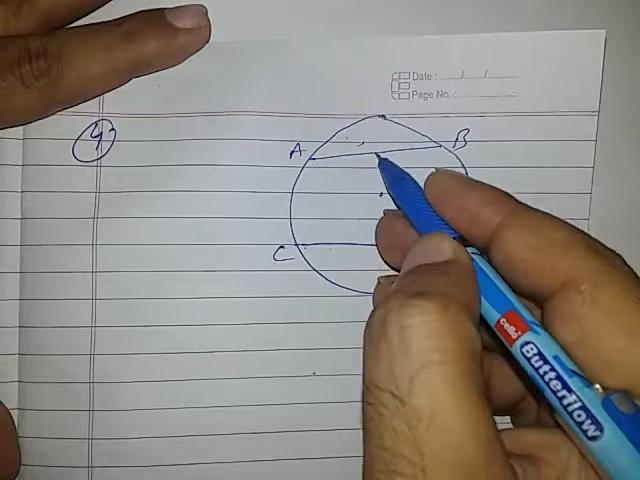 Date : / /
Page No. :
4
A
B
C
cello
Butterflow